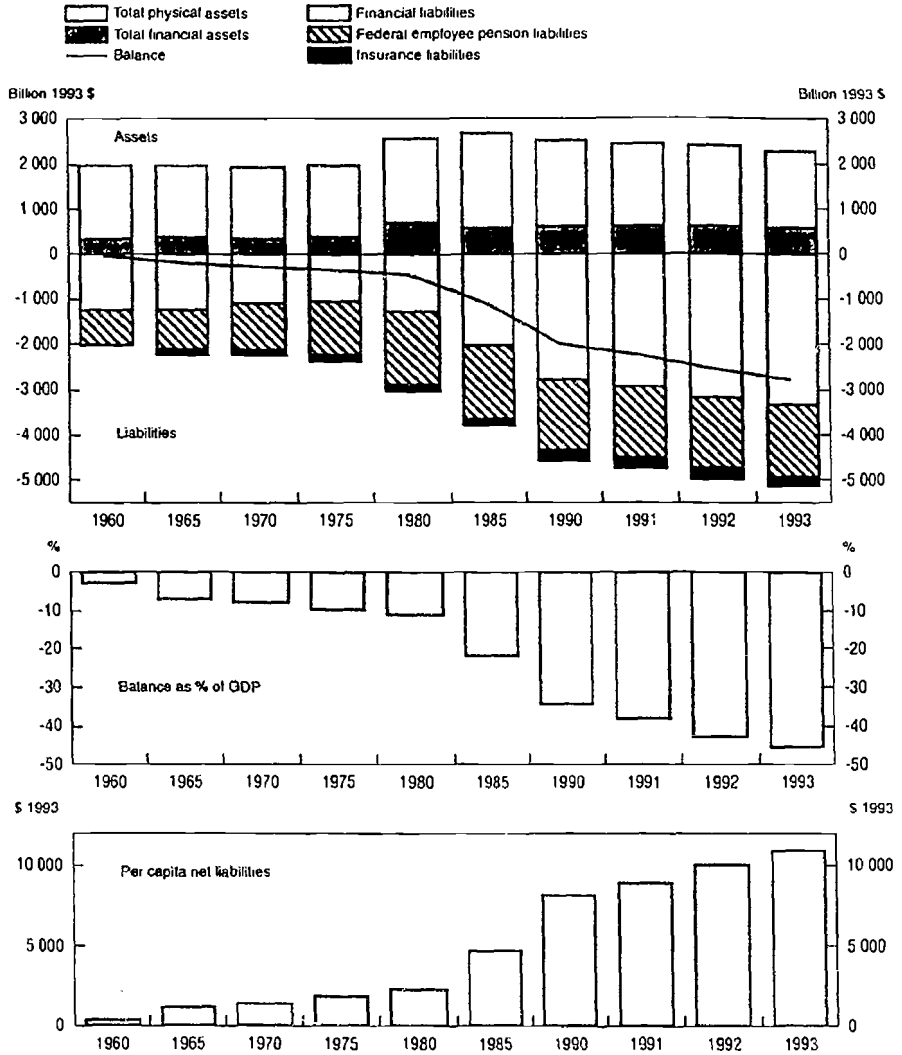 Total physical assets Financial liabilities
Total financial assets Federal employee pension liabilities
Balance Insurance liabilities
Billion 1993 $ Billion 1993 $
3 000 3 000
Assets
2 000 2 000
1 000 1 000
0 0
-1 000 -1 000
-2 000 -2 000
-3 000 -3 000
-4 000 Liabilities -4 000
-5 000 -5 000
1960 1965 1970 1975 1980 1985 1990 1991 1992 1993
% %
0 0
-10 -10
-20 -20
-30 Balance as % of GDP -30
-40 -40
-50 -50
1960 1965 1970 1975 1980 1985 1990 1991 1992 1993
$ 1993 $ 1993
10 000 Per capita net liabilities 10 000
5 000 5 000
0 0
1960 1965 1970 1975 1980 1985 1990 1991 1992 1993